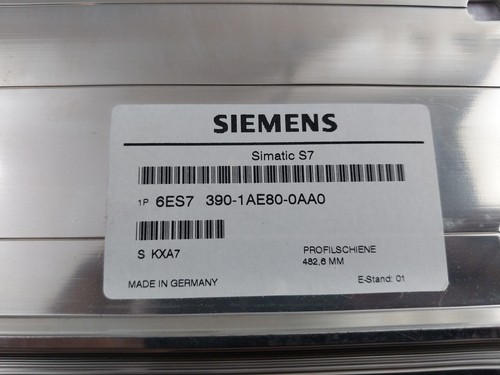 SIEMENS
Simatic S7
1P 6ES7 390-1AE80-0AA0
S KXA7
PROFILSCHIENE
482,6 MM
MADE IN GERMANY
E-Stand: 01